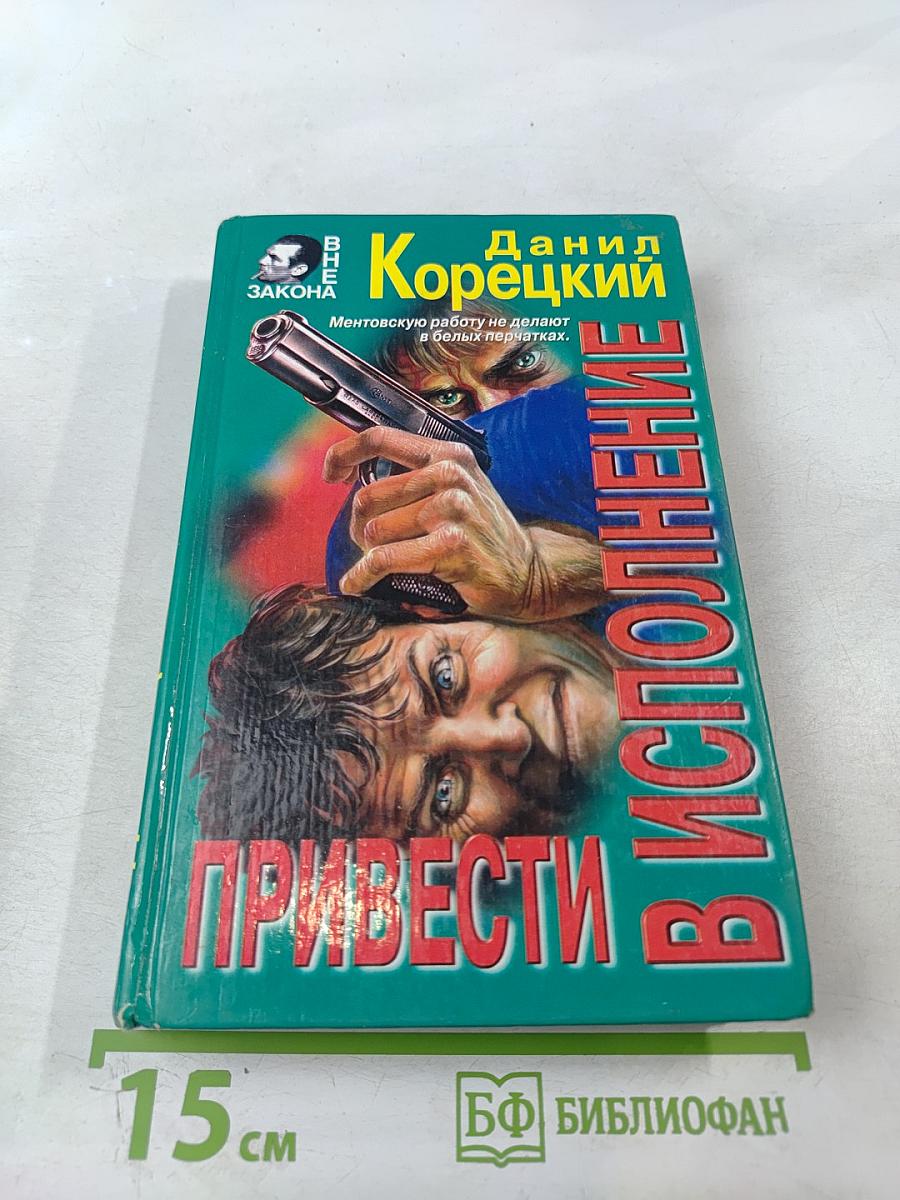 ВНЕ
ЗАКОНА
Данил
Корецкий
Ментовскую работу не делают
в белых перчатках.
ПРИВЕСТИ
В ИСПОЛНЕНИЕ
15 см
БФ БИБЛИОФАН